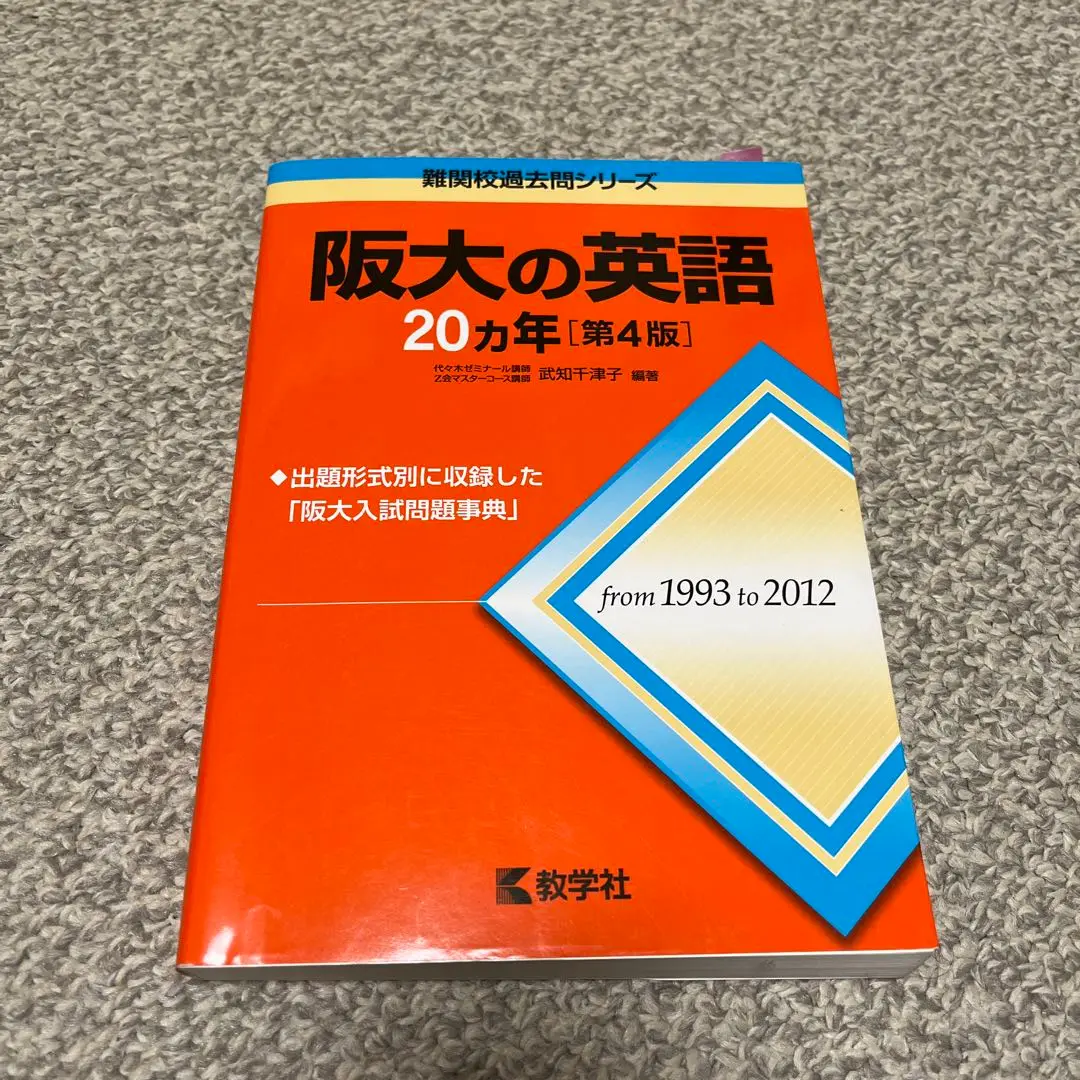 難関校過去問シリーズ
阪大の英語
20ヵ年[第4版]
代々木ゼミナール講師
Z会マスターコース講師 武知千津子 編著
◆出題形式別に収録した
「阪大入試問題事典」
from 1993 to 2012
教学社